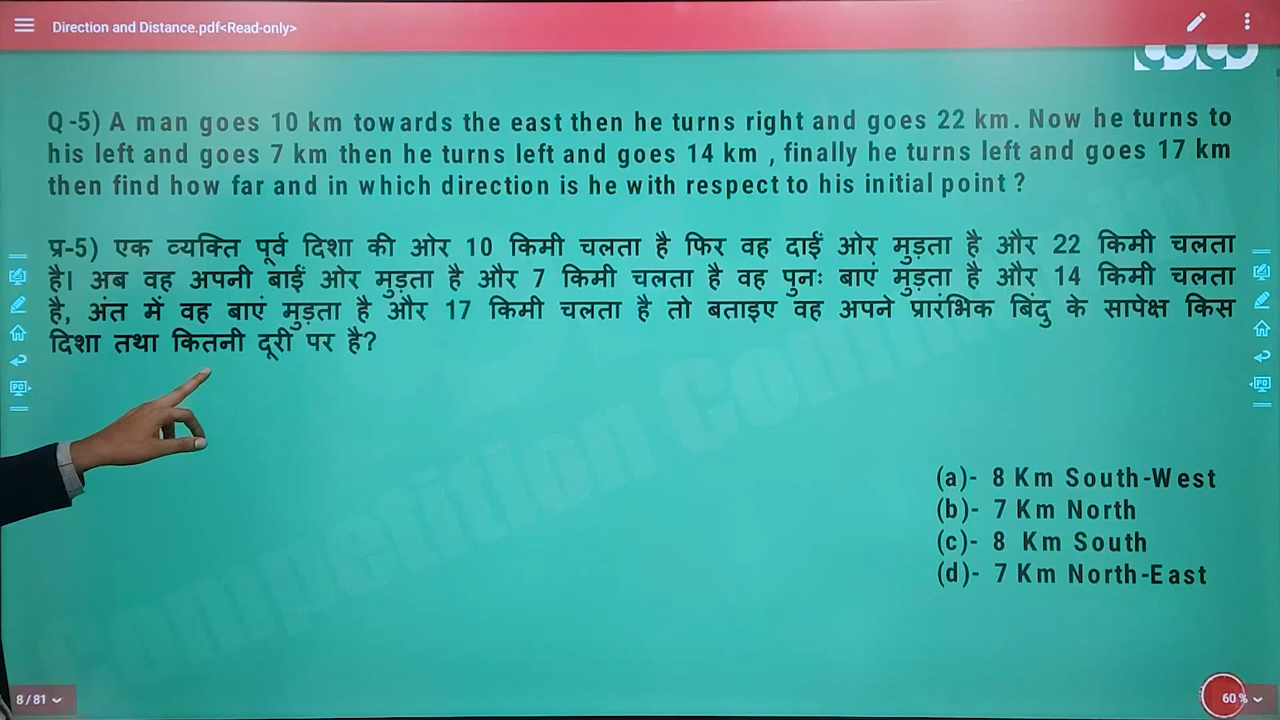 Direction and Distance.pdf<Read-only>
Q-5) A man goes 10 km towards the east then he turns right and goes 22 km. Now he turns to
his left and goes 7 km then he turns left and goes 14 km , finally he turns left and goes 17 km
then find how far and in which direction is he with respect to his initial point ?
प्र-5) एक व्यक्ति पूर्व दिशा की ओर 10 किमी चलता है फिर वह दाईं ओर मुड़ता है और 22 किमी चलता
है। अब वह अपनी बाईं ओर मुड़ता है और 7 किमी चलता है वह पुनः बाएं मुड़ता है और 14 किमी चलता
है, अंत में वह बाएं मुड़ता है और 17 किमी चलता है तो बताइए वह अपने प्रारंभिक बिंदु के सापेक्ष किस
दिशा तथा कितनी दूरी पर है?
(a)- 8 Km South-West
(b)- 7 Km North
(c)- 8 Km South
(d)- 7 Km North-East
Competition Community
8/81
60%